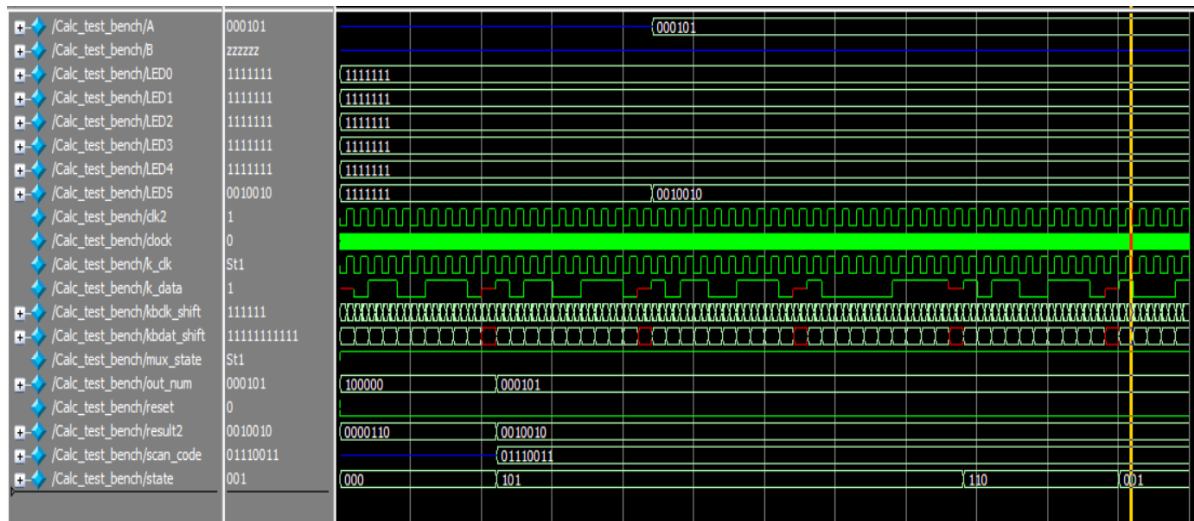 /Calc_test_bench/A 000101 000101
/Calc_test_bench/B zzzzzz
/Calc_test_bench/LED0 1111111 1111111
/Calc_test_bench/LED1 1111111 1111111
/Calc_test_bench/LED2 1111111 1111111
/Calc_test_bench/LED3 1111111 1111111
/Calc_test_bench/LED4 1111111 1111111
/Calc_test_bench/LED5 0010010 1111111 0010010
/Calc_test_bench/clk2 1
/Calc_test_bench/clock 0
/Calc_test_bench/k_clk St1
/Calc_test_bench/k_data 1
/Calc_test_bench/kbclk_shift 111111
/Calc_test_bench/kbdat_shift 11111111111
/Calc_test_bench/mux_state St1
/Calc_test_bench/out_num 000101 100000 000101
/Calc_test_bench/reset 0
/Calc_test_bench/result2 0010010 0000110 0010010
/Calc_test_bench/scan_code 01110011 01110011
/Calc_test_bench/state 001 000 101 110 001